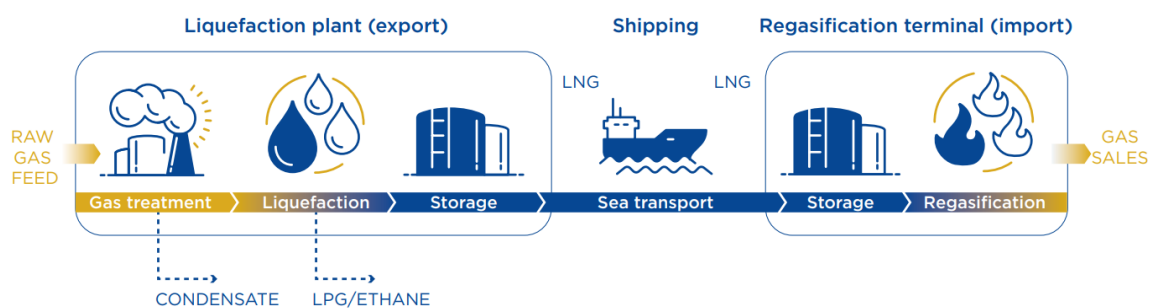 Liquefaction plant (export)
Shipping
Regasification terminal (import)
LNG
LNG
RAW
GAS
FEED
GAS
SALES
Gas treatment
Liquefaction
Storage
Sea transport
Storage
Regasification
CONDENSATE
LPG/ETHANE